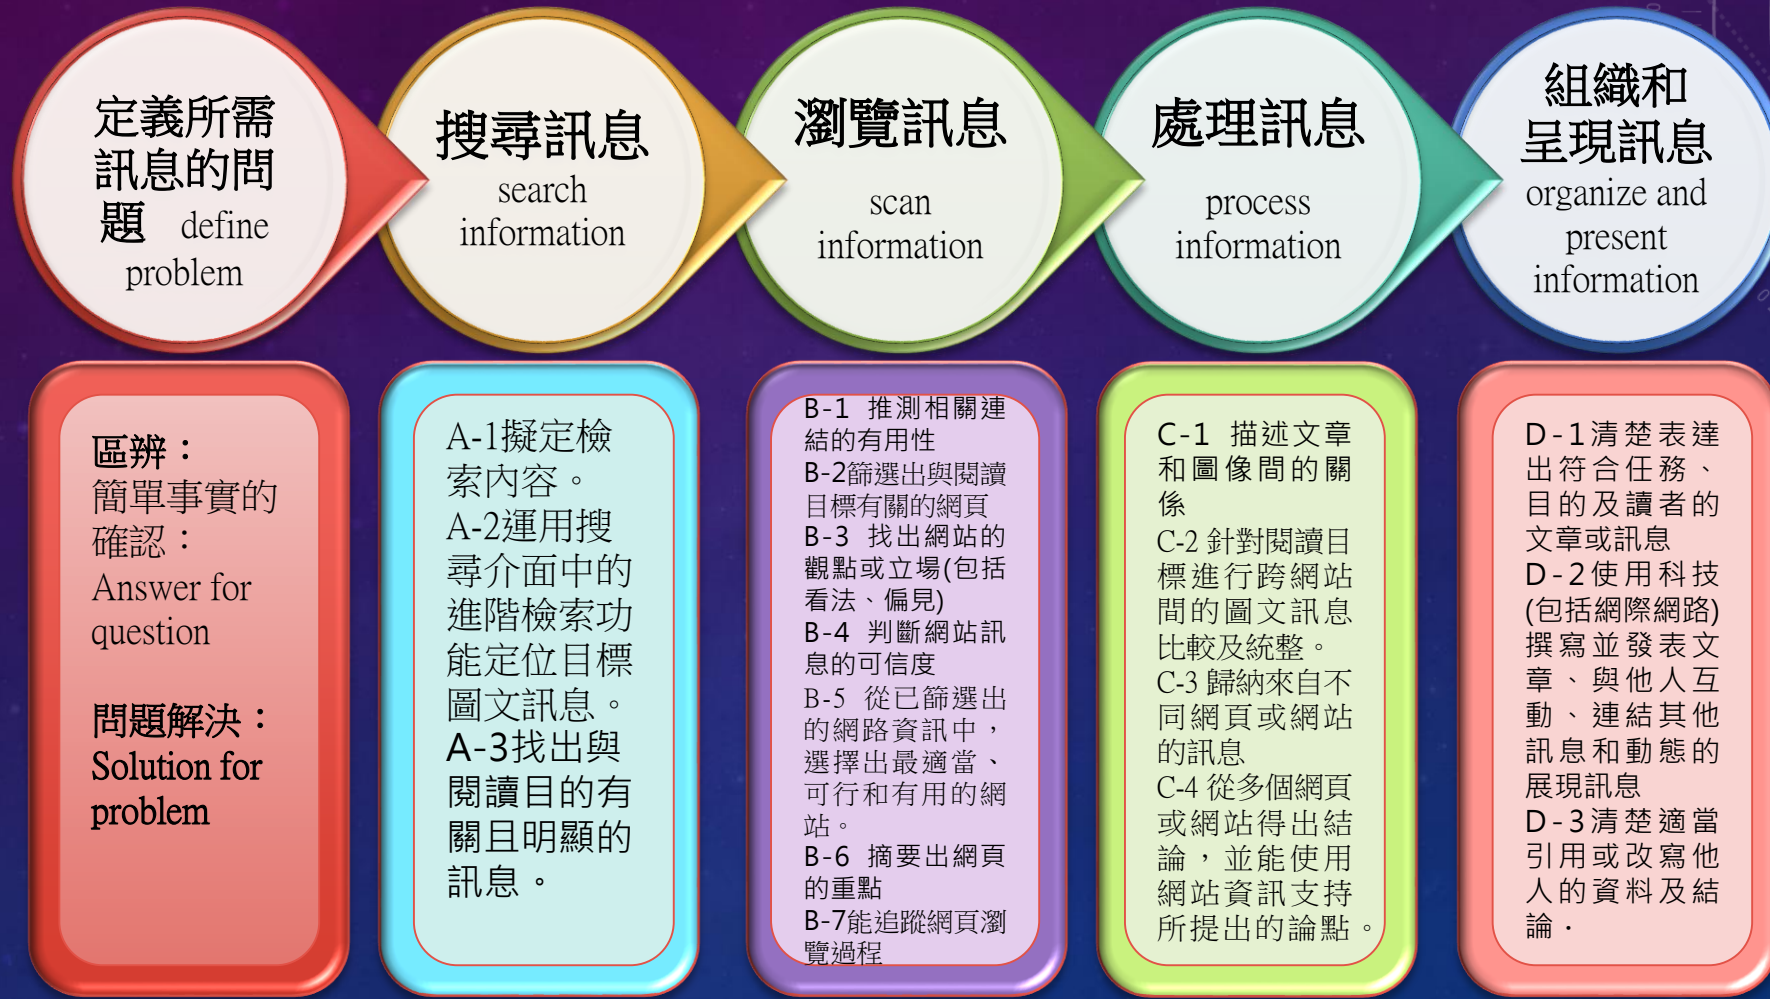 定義所需
訊息的問
題 define
problem
搜尋訊息
search
information
瀏覽訊息
scan
information
處理訊息
process
information
組織和
呈現訊息
organize and
present
information
區辨：
簡單事實的
確認：
Answer for
question
問題解決：
Solution for
problem
A-1擬定檢
索內容。
A-2運用搜
尋介面中的
進階檢索功
能定位目標
圖文訊息。
A-3找出與
閱讀目的有
關且明顯的
訊息。
B-1 推測相關連
結的有用性
B-2篩選出與閱讀
目標有關的網頁
B-3 找出網站的
觀點或立場(包括
看法、偏見)
B-4 判斷網站訊
息的可信度
B-5 從已篩選出
的網路資訊中，
選擇出最適當、
可行和有用的網
站。
B-6 摘要出網頁
的重點
B-7能追蹤網頁瀏
覽過程
C-1 描述文章
和圖像間的關
係
C-2 針對閱讀目
標進行跨網站
間的圖文訊息
比較及統整。
C-3 歸納來自不
同網頁或網站
的訊息
C-4 從多個網頁
或網站得出結
論，並能使用
網站資訊支持
所提出的論點。
D-1清楚表達
出符合任務、
目的及讀者的
文章或訊息
D-2使用科技
(包括網際網路)
撰寫並發表文
章、與他人互
動、連結其他
訊息和動態的
展現訊息
D-3清楚適當
引用或改寫他
人的資料及結
論．